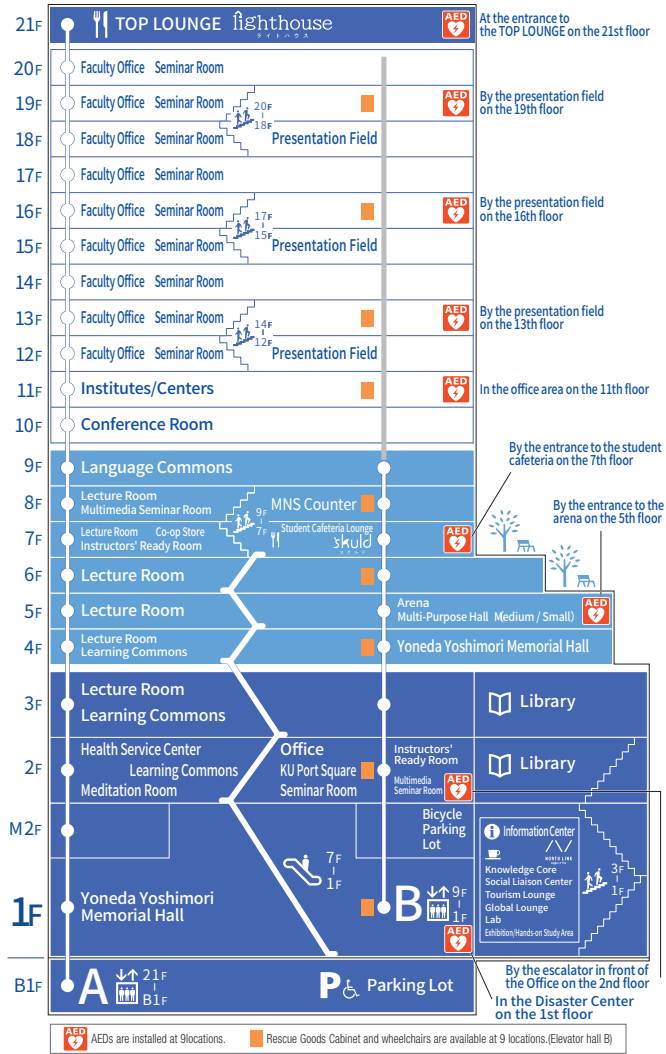 21F
TOP LOUNGE
lighthouse
ライトハウス
AED
At the entrance to
the TOP LOUNGE on the 21st floor
20F
Faculty Office Seminar Room
19F
Faculty Office Seminar Room
20F
18F
AED
By the presentation field
on the 19th floor
18F
Faculty Office Seminar Room
Presentation Field
17F
Faculty Office Seminar Room
16F
Faculty Office Seminar Room
17F
15F
AED
By the presentation field
on the 16th floor
15F
Faculty Office Seminar Room
Presentation Field
14F
Faculty Office Seminar Room
13F
Faculty Office Seminar Room
14F
12F
AED
By the presentation field
on the 13th floor
12F
Faculty Office Seminar Room
Presentation Field
11F
Institutes/Centers
AED
In the office area on the 11th floor
10F
Conference Room
9F
Language Commons
By the entrance to the student
cafeteria on the 7th floor
8F
Lecture Room
Multimedia Seminar Room
9F
7F
MNS Counter
By the entrance to the
arena on the 5th floor
7F
Lecture Room Co-op Store
Instructors' Ready Room
Student Cafeteria Lounge
skuld
スクルド
AED
6F
Lecture Room
5F
Lecture Room
Arena
Multi-Purpose Hall Medium / Small)
AED
4F
Lecture Room
Learning Commons
Yoneda Yoshimori Memorial Hall
3F
Lecture Room
Learning Commons
Library
2F
Health Service Center
Learning Commons
Meditation Room
Office
KU Port Square
Seminar Room
Instructors'
Ready Room
Multimedia
Seminar Room
AED
Library
M2F
Bicycle
Parking
Lot
Information Center
NORTH LINE
Knowledge Core
Social Liaison Center
Tourism Lounge
Global Lounge
Lab
Exhibition/Hands-on Study Area
3F
1F
7F
1F
1F
Yoneda Yoshimori
Memorial Hall
B
9F
1F
AED
B1F
A
21F
B1F
P
Parking Lot
By the escalator in front of
the Office on the 2nd floor
In the Disaster Center
on the 1st floor
AED
AEDs are installed at 9locations.
Rescue Goods Cabinet and wheelchairs are available at 9 locations.(Elevator hall B)